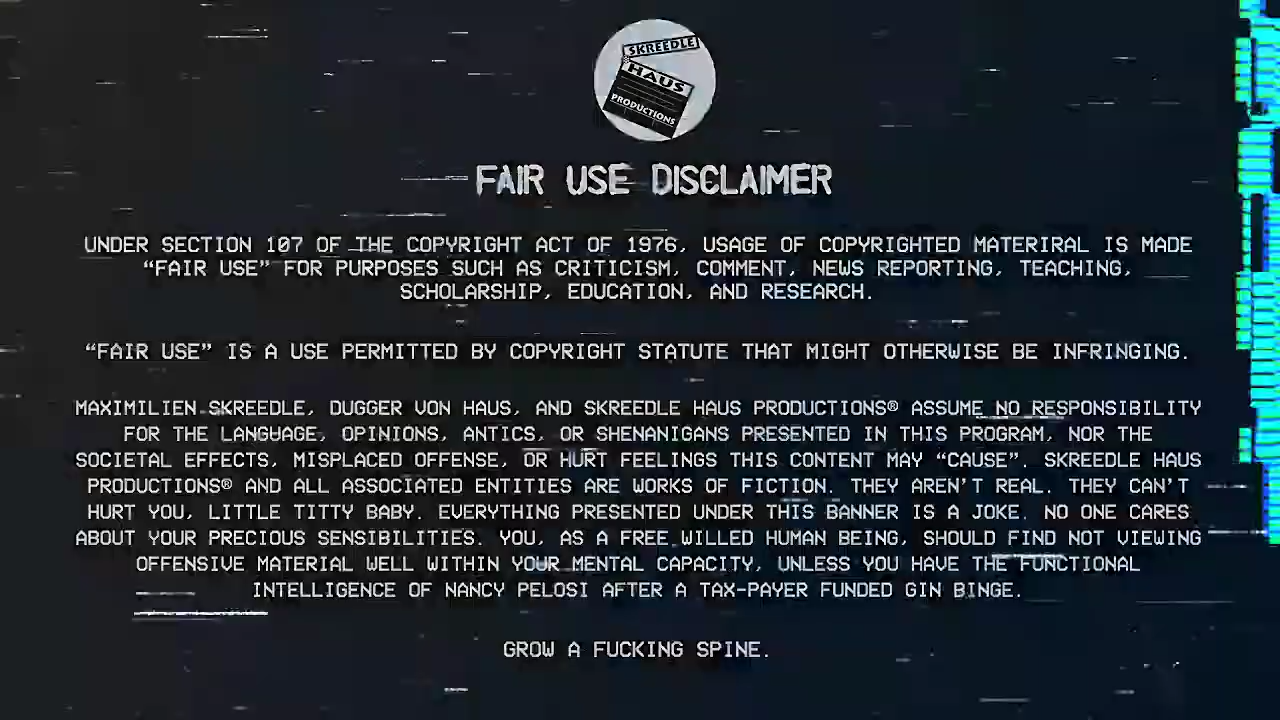 SKREEDLE
HAUS
PRODUCTIONS
FAIR USE DISCLAIMER
UNDER SECTION 107 OF THE COPYRIGHT ACT OF 1976, USAGE OF COPYRIGHTED MATERIRAL IS MADE
“FAIR USE” FOR PURPOSES SUCH AS CRITICISM, COMMENT, NEWS REPORTING, TEACHING,
SCHOLARSHIP, EDUCATION, AND RESEARCH.
“FAIR USE” IS A USE PERMITTED BY COPYRIGHT STATUTE THAT MIGHT OTHERWISE BE INFRINGING.
MAXIMILIEN SKREEDLE, DUGGER VON HAUS, AND SKREEDLE HAUS PRODUCTIONS® ASSUME NO RESPONSIBILITY
FOR THE LANGUAGE, OPINIONS, ANTICS, OR SHENANIGANS PRESENTED IN THIS PROGRAM, NOR THE
SOCIETAL EFFECTS, MISPLACED OFFENSE, OR HURT FEELINGS THIS CONTENT MAY “CAUSE”. SKREEDLE HAUS
PRODUCTIONS® AND ALL ASSOCIATED ENTITIES ARE WORKS OF FICTION. THEY AREN’T REAL. THEY CAN’T
HURT YOU, LITTLE TITTY BABY. EVERYTHING PRESENTED UNDER THIS BANNER IS A JOKE. NO ONE CARES
ABOUT YOUR PRECIOUS SENSIBILITIES. YOU, AS A FREE WILLED HUMAN BEING, SHOULD FIND NOT VIEWING
OFFENSIVE MATERIAL WELL WITHIN YOUR MENTAL CAPACITY, UNLESS YOU HAVE THE FUNCTIONAL
INTELLIGENCE OF NANCY PELOSI AFTER A TAX-PAYER FUNDED GIN BINGE.
GROW A FUCKING SPINE.